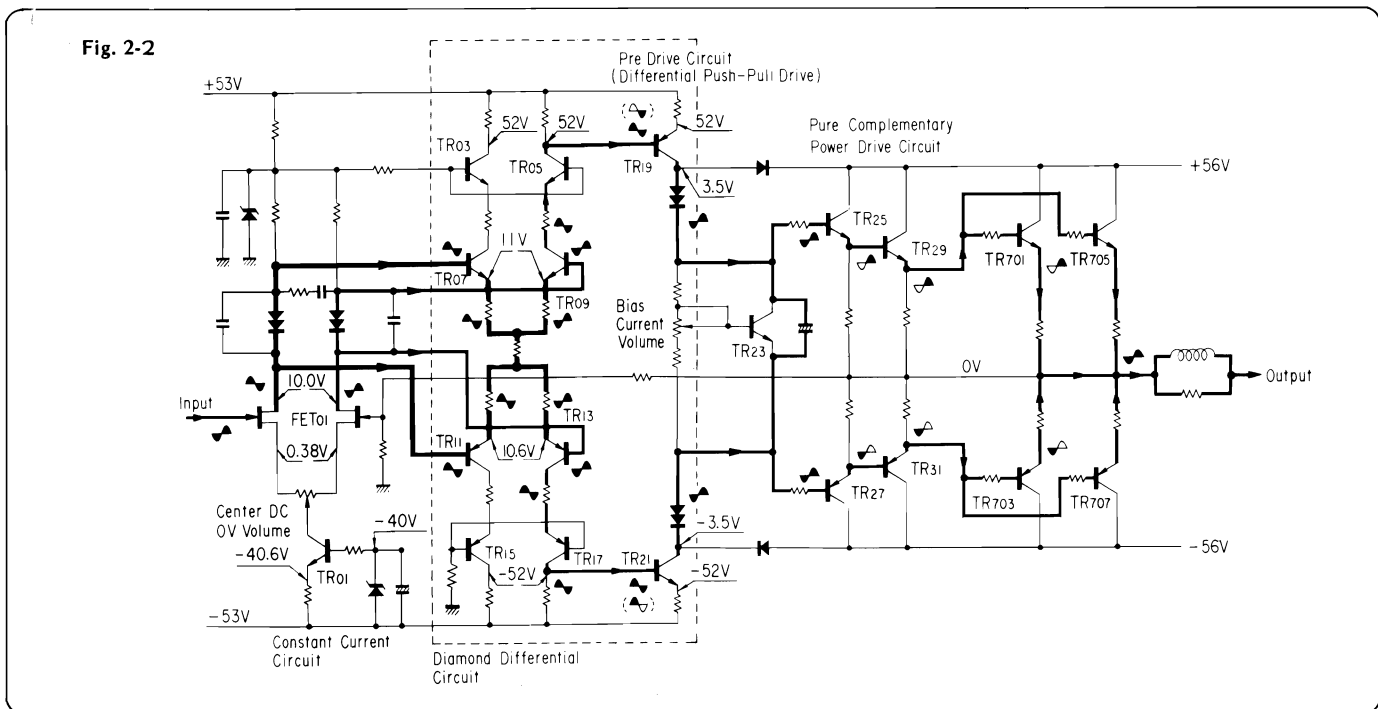 Fig. 2-2
Pre Drive Circuit
(Differential Push-Pull Drive)
+53V
52V
52V
52V
TR03
TR05
TR19
3.5V
Pure Complementary
Power Drive Circuit
+56V
TR25
TR29
TR701
TR705
11V
TR07
TR09
Bias
Current
Volume
TR23
0V
Output
Input
10.0V
FET01
0.38V
TR11
10.6V
TR13
TR27
TR31
TR703
TR707
Center DC
0V Volume
-40V
-40.6V
TR01
TR15
TR17
-52V
TR21
-3.5V
-52V
-56V
-53V
Constant Current
Circuit
Diamond Differential
Circuit